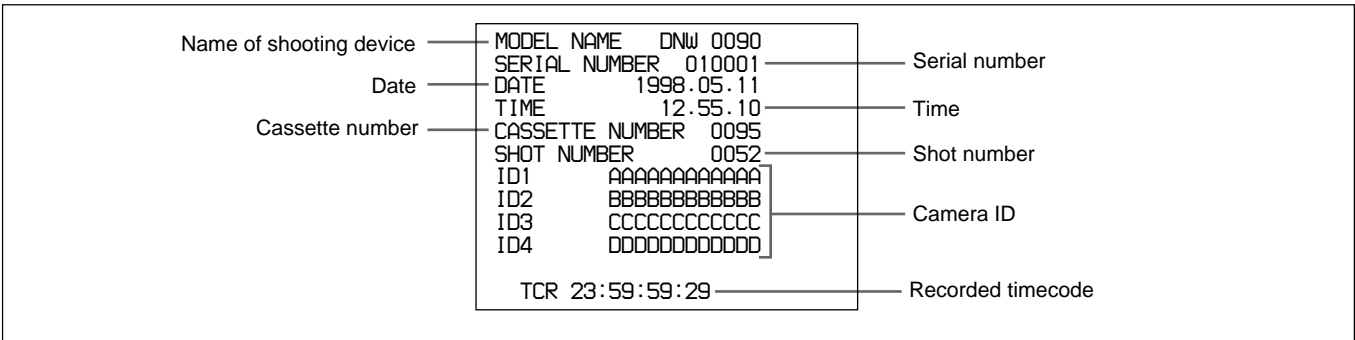 Name of shooting device
Date
Cassette number
MODEL NAME DNW 0090
SERIAL NUMBER 010001
DATE 1998.05.11
TIME 12.55.10
CASSETTE NUMBER 0095
SHOT NUMBER 0052
ID1 AAAAAAAAAAAA
ID2 BBBBBBBBBBBB
ID3 CCCCCCCCCCCC
ID4 DDDDDDDDDDDD
TCR 23:59:59:29
Serial number
Time
Shot number
Camera ID
Recorded timecode